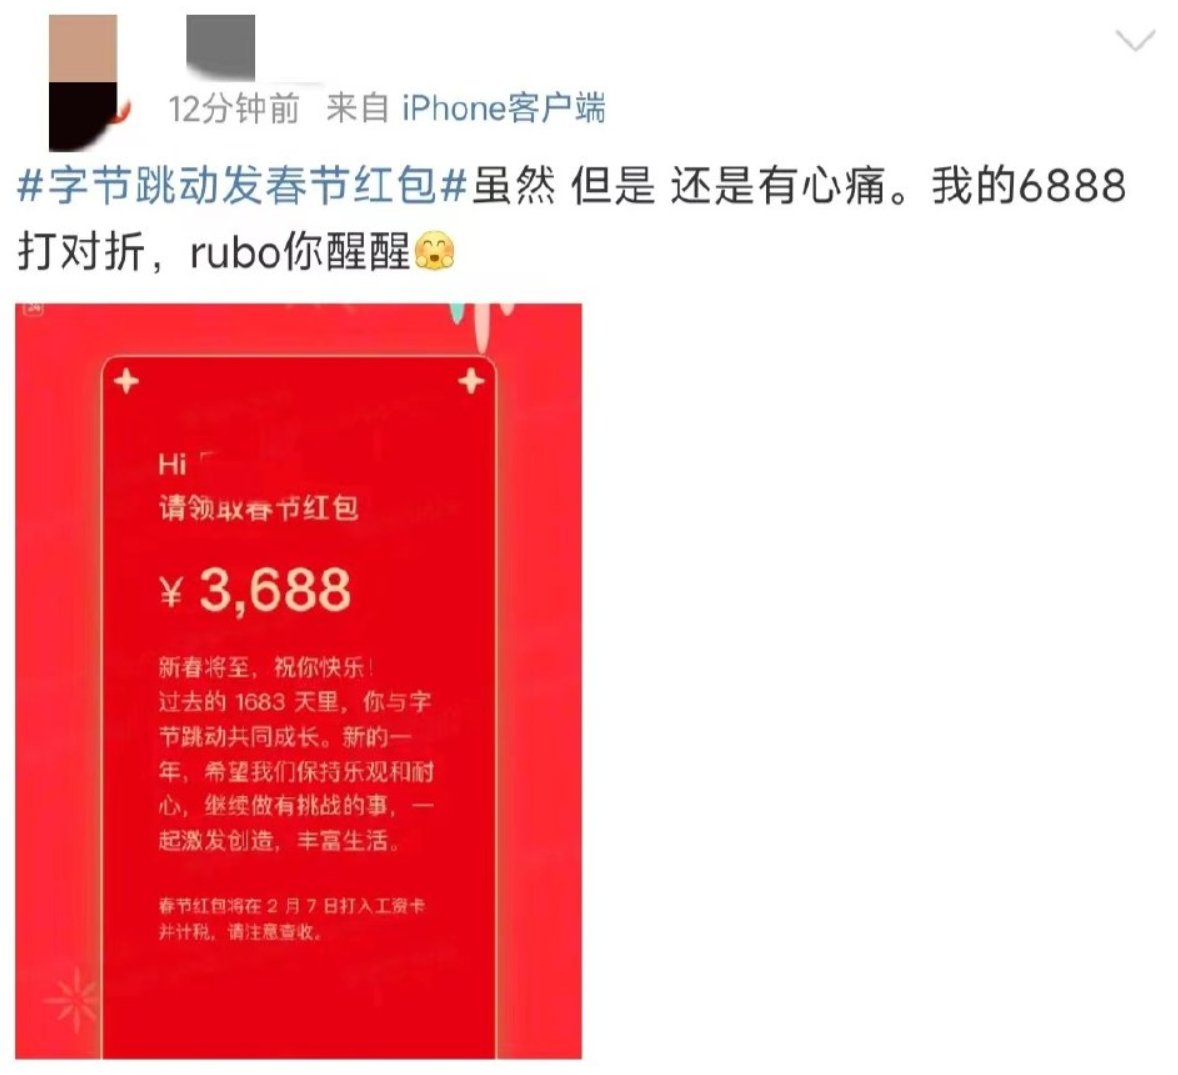 12分钟前 来自 iPhone客户端
#字节跳动发春节红包#虽然 但是 还是有心痛。我的6888
打对折，rubo你醒醒
24
Hi
请领取春节红包
¥ 3,688
新春将至，祝你快乐！
过去的 1683 天里，你与字
节跳动共同成长。新的一
年，希望我们保持乐观和耐
心，继续做有挑战的事，一
起激发创造，丰富生活。
春节红包将在 2 月 7 日打入工资卡
并计税，请注意查收。